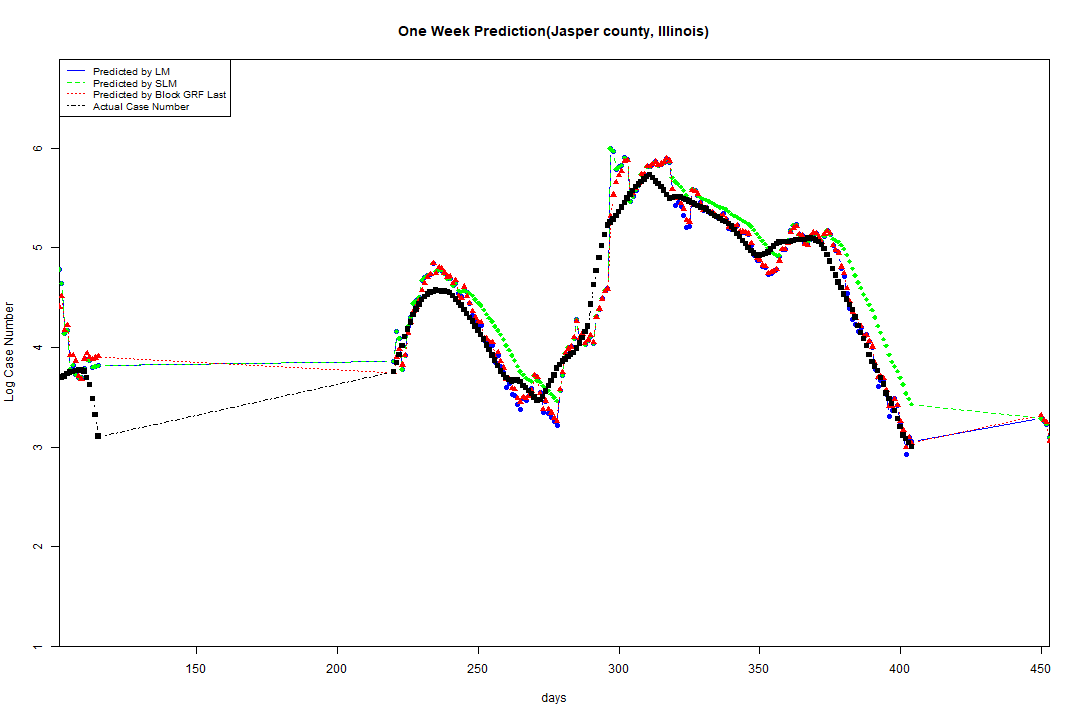 One Week Prediction(Jasper county, Illinois)
Predicted by LM
Predicted by SLM
Predicted by Block GRF Last
Actual Case Number
6
5
4
3
2
1
Log Case Number
150 200 250 300 350 400 450
days